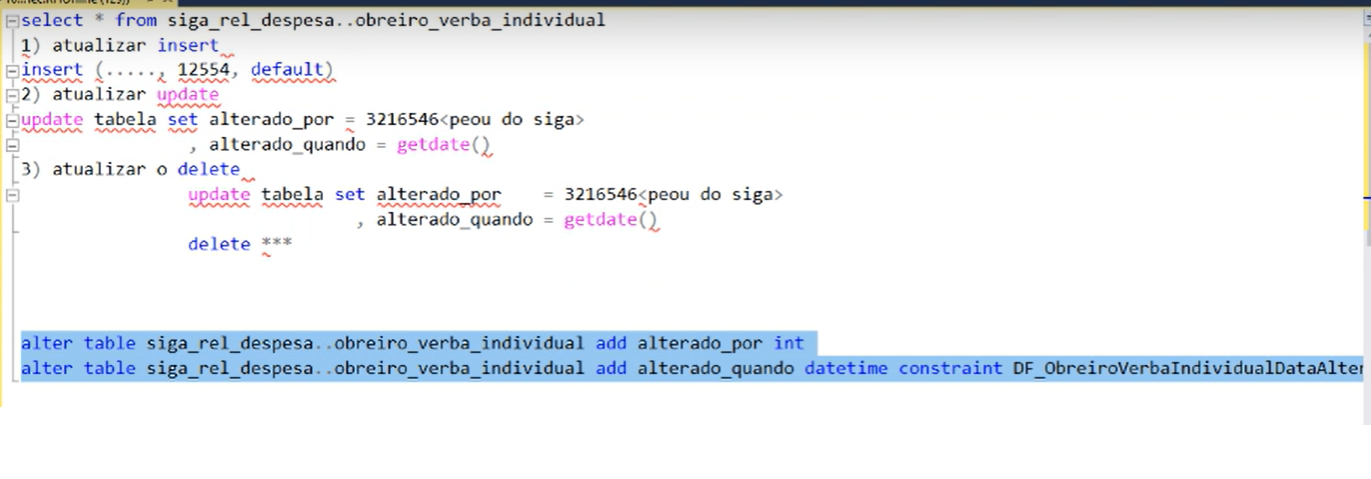 select * from siga_rel_despesa..obreiro_verba_individual
1) atualizar insert
insert (....., 12554, default)
2) atualizar update
update tabela set alterado_por = 3216546<peou do siga>
, alterado_quando = getdate()
3) atualizar o delete
update tabela set alterado_por = 3216546<peou do siga>
, alterado_quando = getdate()
delete ***
alter table siga_rel_despesa..obreiro_verba_individual add alterado_por int
alter table siga_rel_despesa..obreiro_verba_individual add alterado_quando datetime constraint DF_ObreiroVerbaIndividualDataAlter